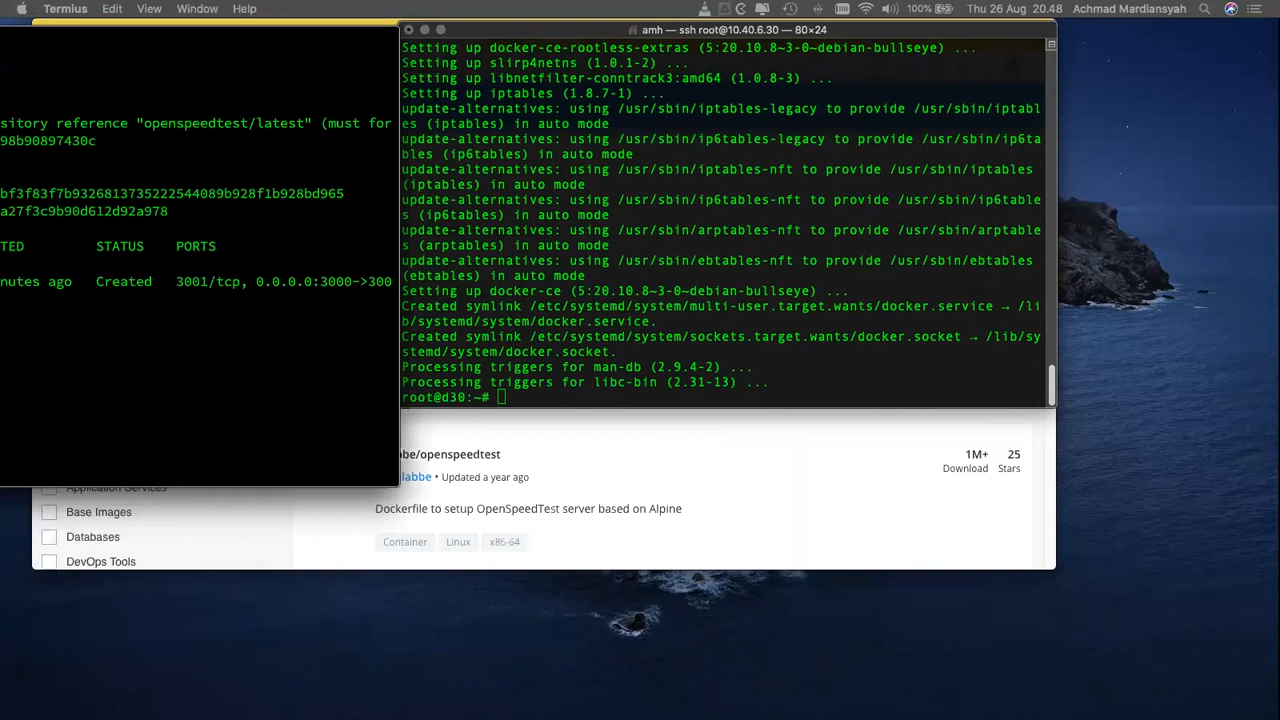 Termius Edit View Window Help 100% Thu 26 Aug 20.48 Achmad Mardiansyah
amh — ssh root@10.40.6.30 — 80×24
sitory reference "openspeedtest/latest" (must for
98b90897430c
bf3f83f7b9326813735222544089b928f1b928bd965
a27f3c9b90d612d92a978
TED STATUS PORTS
nutes ago Created 3001/tcp, 0.0.0.0:3000->300
Setting up docker-ce-rootless-extras (5:20.10.8~3-0~debian-bullseye) ...
Setting up slirp4netns (1.0.1-2) ...
Setting up libnetfilter-conntrack3:amd64 (1.0.8-3) ...
Setting up iptables (1.8.7-1) ...
update-alternatives: using /usr/sbin/iptables-legacy to provide /usr/sbin/iptabl
es (iptables) in auto mode
update-alternatives: using /usr/sbin/ip6tables-legacy to provide /usr/sbin/ip6ta
bles (ip6tables) in auto mode
update-alternatives: using /usr/sbin/iptables-nft to provide /usr/sbin/iptables
(iptables) in auto mode
update-alternatives: using /usr/sbin/ip6tables-nft to provide /usr/sbin/ip6table
s (ip6tables) in auto mode
update-alternatives: using /usr/sbin/arptables-nft to provide /usr/sbin/arptable
s (arptables) in auto mode
update-alternatives: using /usr/sbin/ebtables-nft to provide /usr/sbin/ebtables
(ebtables) in auto mode
Setting up docker-ce (5:20.10.8~3-0~debian-bullseye) ...
Created symlink /etc/systemd/system/multi-user.target.wants/docker.service → /li
b/systemd/system/docker.service.
Created symlink /etc/systemd/system/sockets.target.wants/docker.socket → /lib/sy
stemd/system/docker.socket.
Processing triggers for man-db (2.9.4-2) ...
Processing triggers for libc-bin (2.31-13) ...
root@d30:~#
be/openspeedtest
labbe • Updated a year ago
1M+ 25
Download Stars
Dockerfile to setup OpenSpeedTest server based on Alpine
Container Linux x86-64
Application Services
Base Images
Databases
DevOps Tools